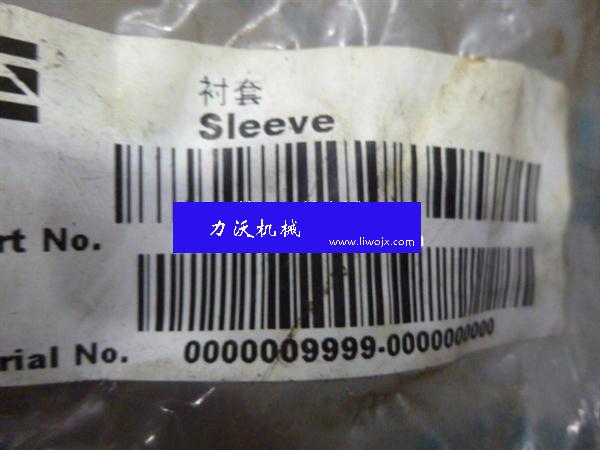 衬套
Sleeve
rt No.
力沃机械
www.liwojx.com
rial No. 0000009999-0000000000